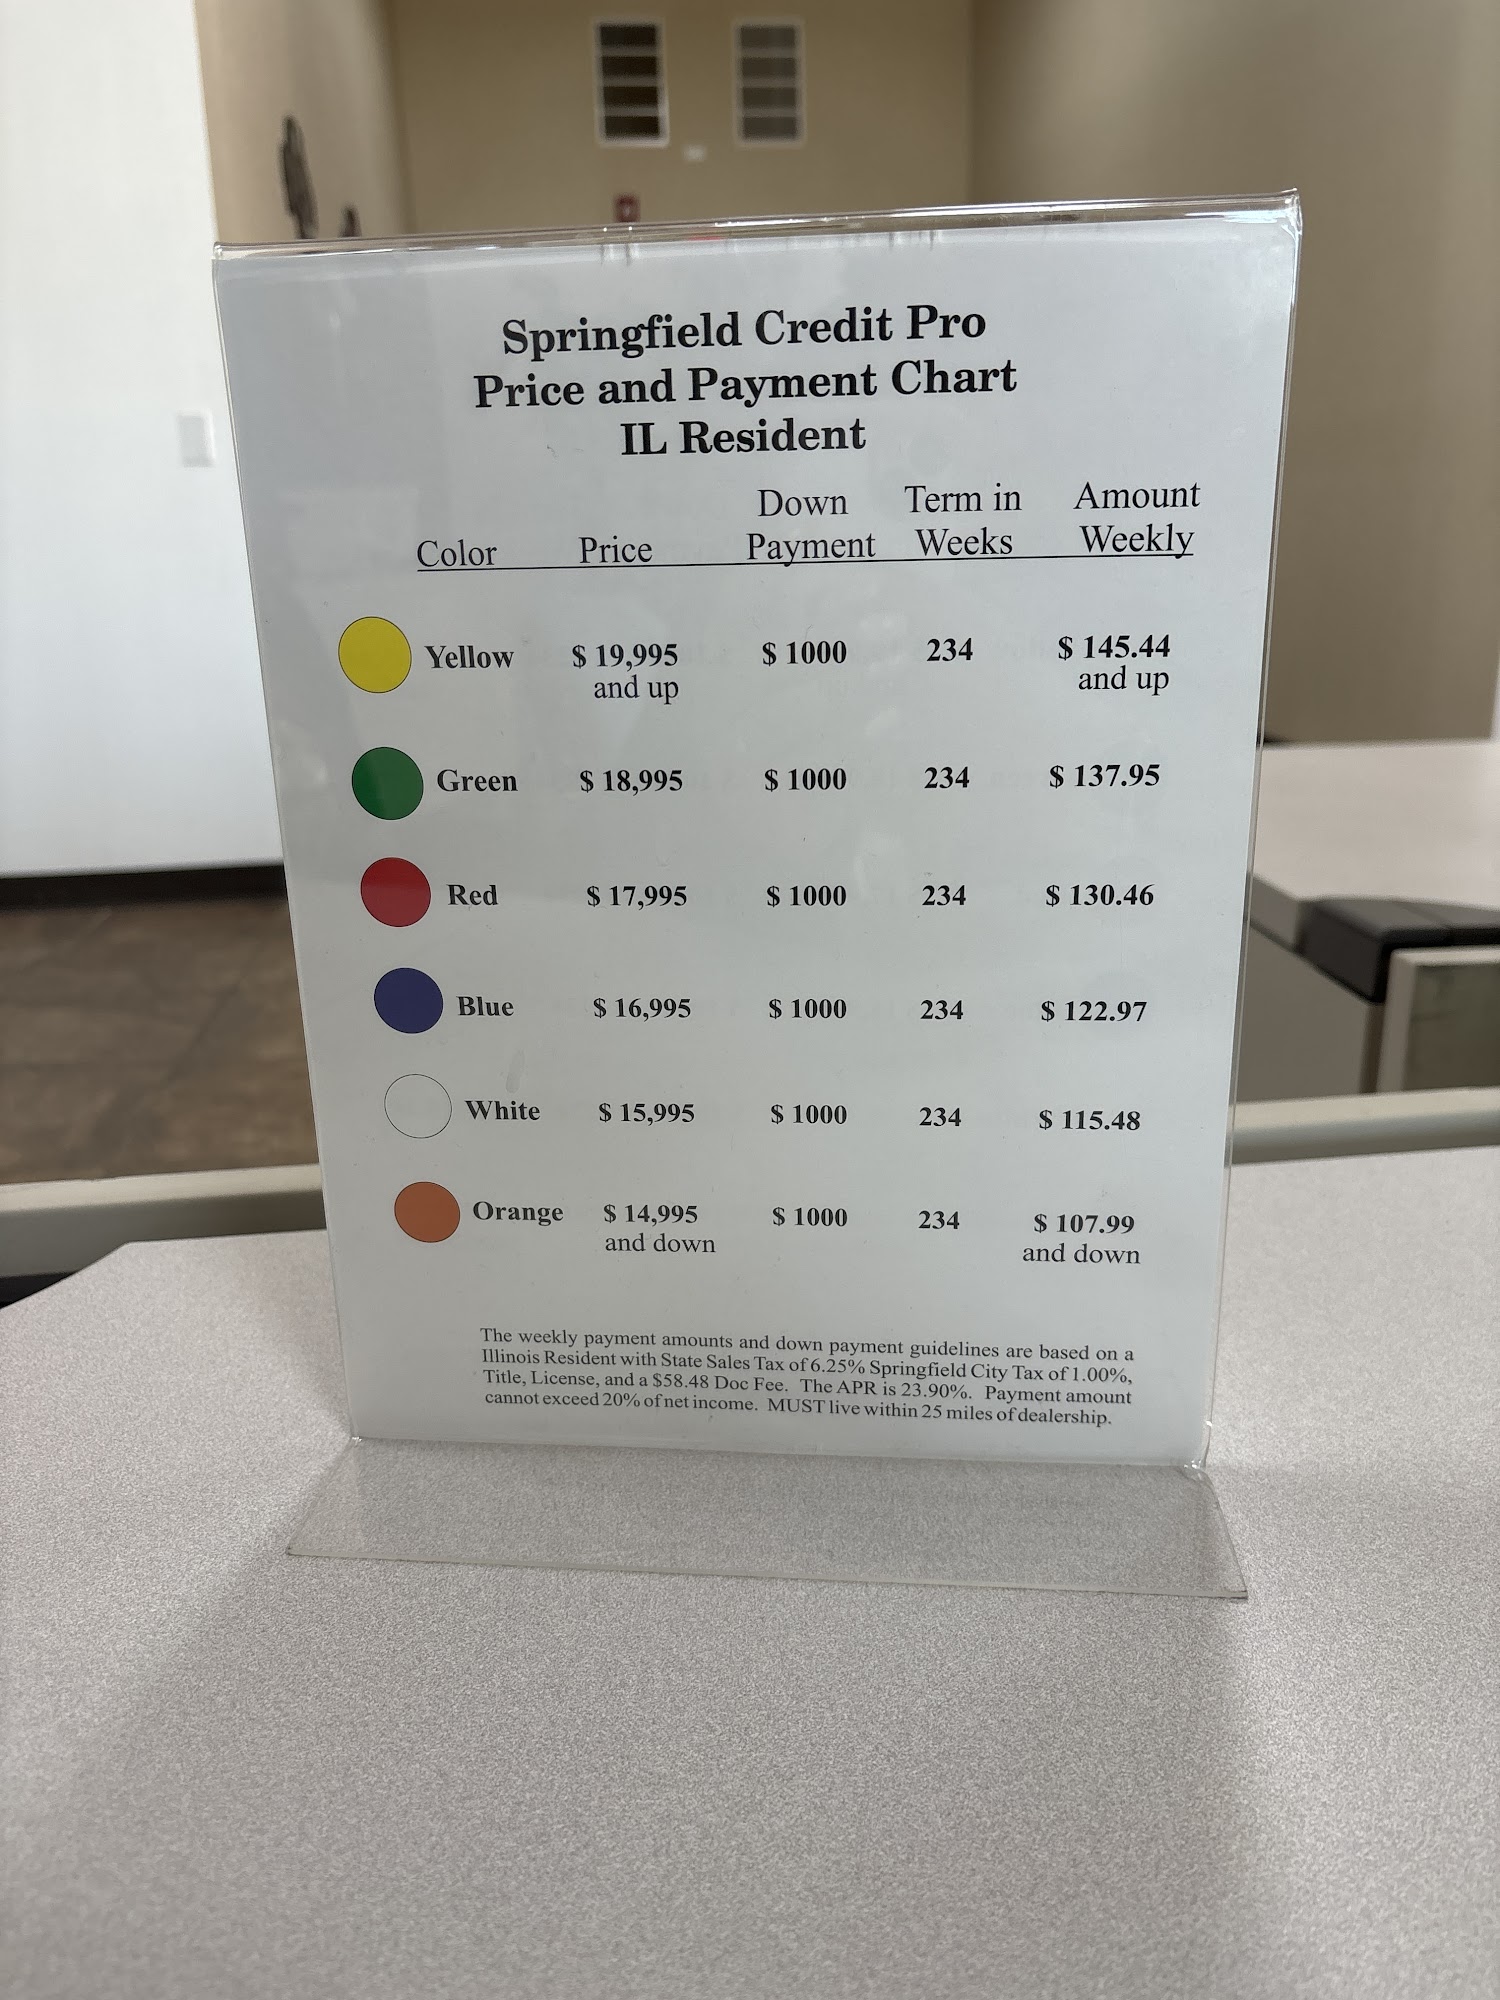 Springfield Credit Pro
Price and Payment Chart
IL Resident
Color Price Down Payment Term in Weeks Amount Weekly
Yellow $ 19,995 and up $ 1000 234 $ 145.44 and up
Green $ 18,995 $ 1000 234 $ 137.95
Red $ 17,995 $ 1000 234 $ 130.46
Blue $ 16,995 $ 1000 234 $ 122.97
White $ 15,995 $ 1000 234 $ 115.48
Orange $ 14,995 and down $ 1000 234 $ 107.99 and down
The weekly payment amounts and down payment guidelines are based on a
Illinois Resident with State Sales Tax of 6.25% Springfield City Tax of 1.00%,
Title, License, and a $58.48 Doc Fee. The APR is 23.90%. Payment amount
cannot exceed 20% of net income. MUST live within 25 miles of dealership.